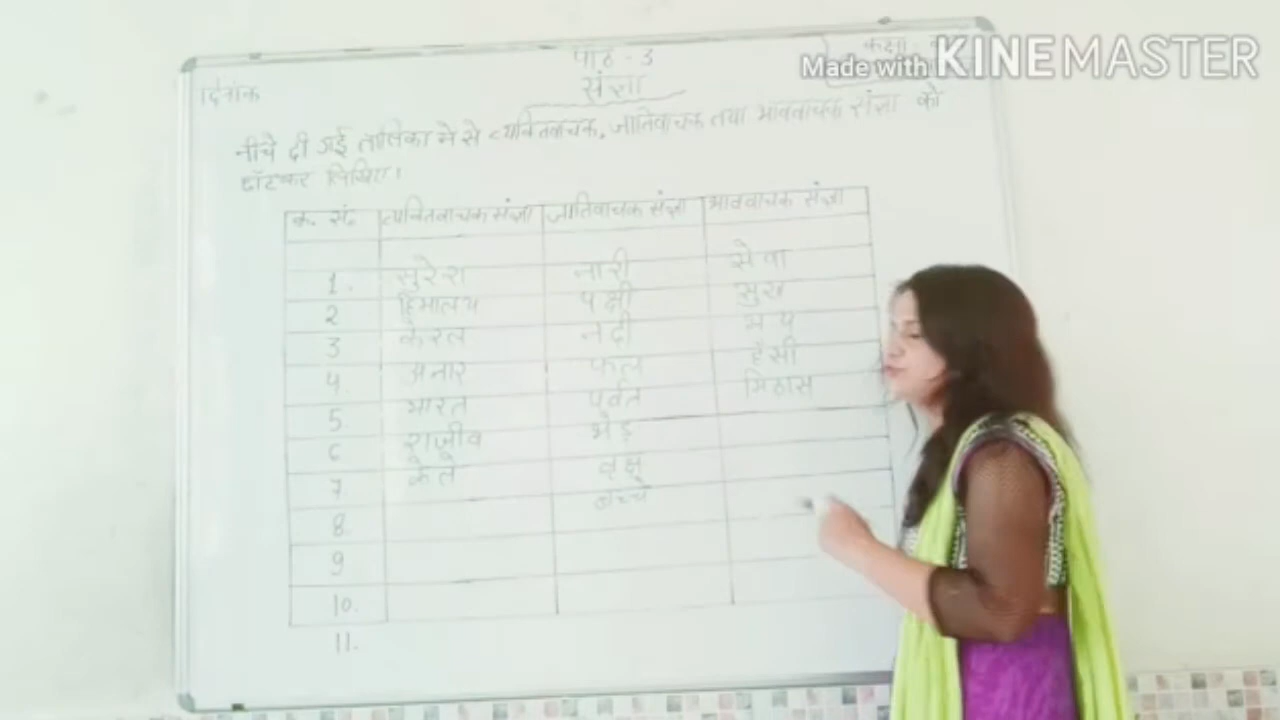 Made with KINEMASTER
पाठ - 3
कक्षा -
दिनांक
संज्ञा
नीचे दी गई तालिका मे से व्यक्तिवाचक, जातिवाचक तथा भाववाचक संज्ञा को
छाँटकर लिखिए।
क्र. सं. व्यक्तिवाचक संज्ञा जातिवाचक संज्ञा भाववाचक संज्ञा
1. सुरेश नारी सेवा
2 हिमालय पक्षी सुख
3 केरल नदी भय
4. अनार फल हँसी
5 भारत पर्वत मिठास
6 राजीव भेड़
7 केले वृक्ष
8 बच्चे
9
10.
11.